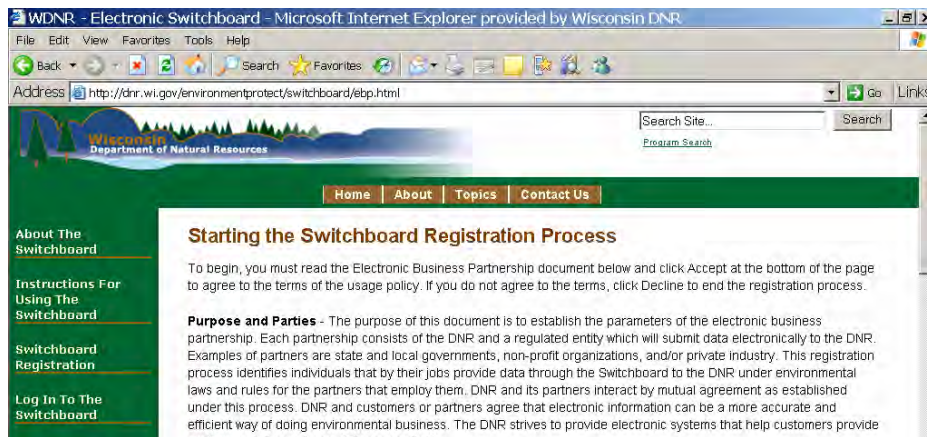 WDNR - Electronic Switchboard - Microsoft Internet Explorer provided by Wisconsin DNR
File Edit View Favorites Tools Help
Back Search Favorites
Address http://dnr.wi.gov/environmentprotect/switchboard/ebp.html Go Links
Wisconsin
Department of Natural Resources
Search Site... Search
Program Search
Home About Topics Contact Us
About The
Switchboard
Instructions For
Using The
Switchboard
Switchboard
Registration
Log In To The
Switchboard
Starting the Switchboard Registration Process
To begin, you must read the Electronic Business Partnership document below and click Accept at the bottom of the page
to agree to the terms of the usage policy. If you do not agree to the terms, click Decline to end the registration process.
Purpose and Parties - The purpose of this document is to establish the parameters of the electronic business
partnership. Each partnership consists of the DNR and a regulated entity which will submit data electronically to the DNR.
Examples of partners are state and local governments, non-profit organizations, and/or private industry. This registration
process identifies individuals that by their jobs provide data through the Switchboard to the DNR under environmental
laws and rules for the partners that employ them. DNR and its partners interact by mutual agreement as established
under this process. DNR and customers or partners agree that electronic information can be a more accurate and
efficient way of doing environmental business. The DNR strives to provide electronic systems that help customers provide